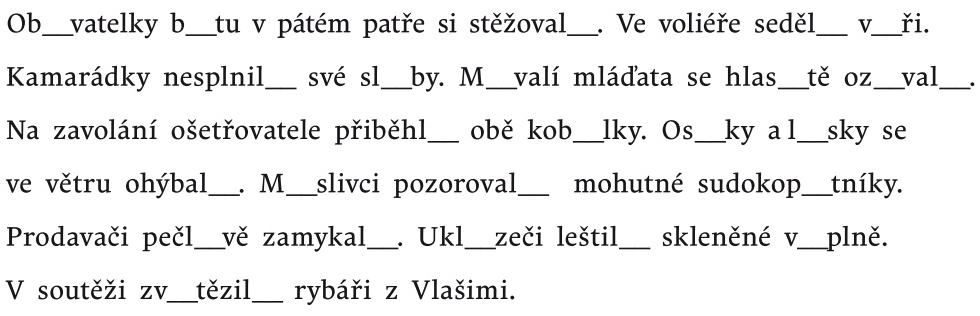 Ob__vatelky b__tu v pátém patře si stěžoval__. Ve voliéře seděl__ v__ři.
Kamarádky nesplnil__ své sl__by. M__valí mláďata se hlas__tě oz__val__.
Na zavolání ošetřovatele přiběhl__ obě kob__lky. Os__ky a l__sky se
ve větru ohýbal__. M__slivci pozoroval__ mohutné sudokop__tníky.
Prodavači pečl__vě zamykal__. Ukl__zeči leštil__ skleněné v__plně.
V soutěži zv__tězil__ rybáři z Vlašimi.